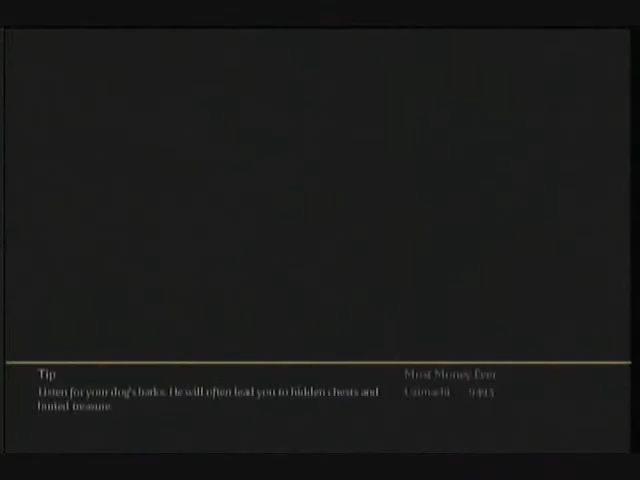 Tip
Most Money Ever
Listen for your dog's barks. He will often lead you to hidden chests and
buried treasure.